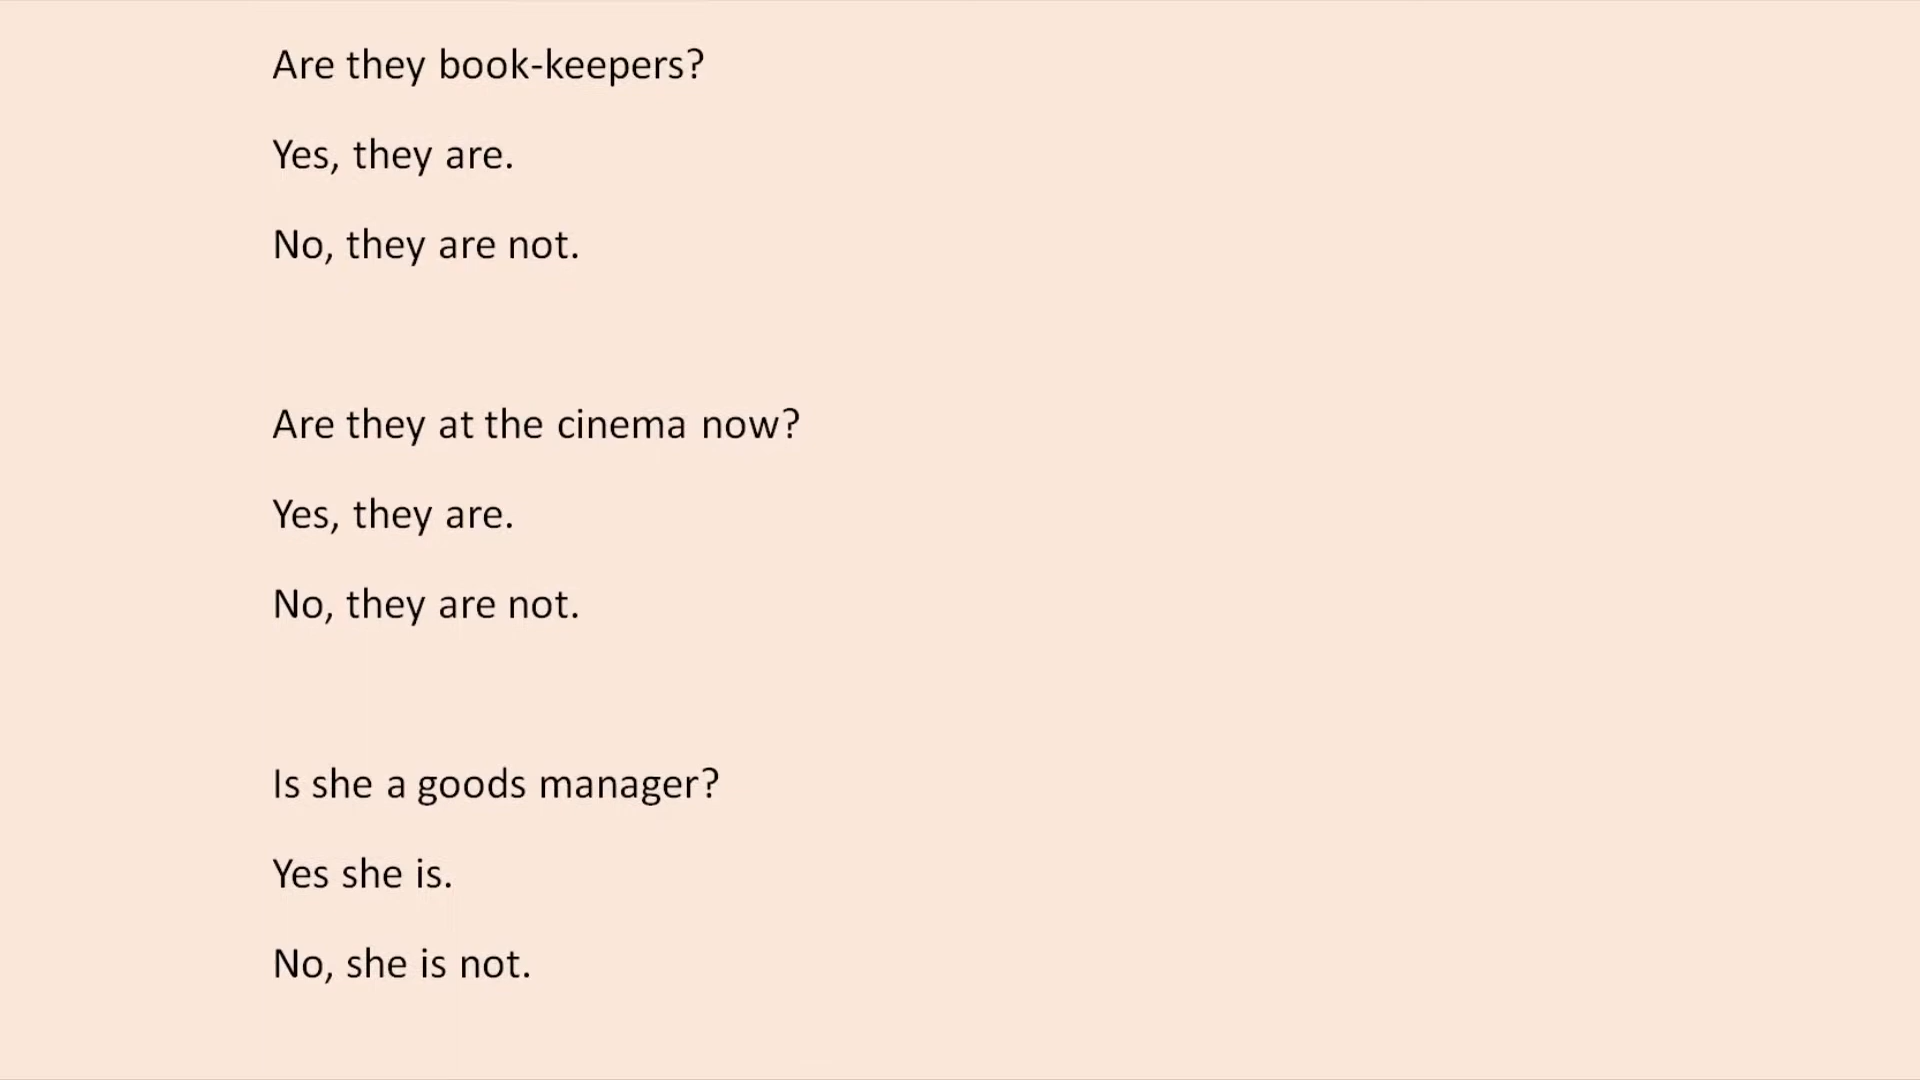 Are they book-keepers?
Yes, they are.
No, they are not.
Are they at the cinema now?
Yes, they are.
No, they are not.
Is she a goods manager?
Yes she is.
No, she is not.